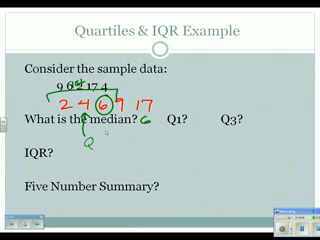 Quartiles & IQR Example
Consider the sample data:
9 6 2 17 4
1st
2 4 6 9 17
What is the median? 6 Q1? Q3?
Q
IQR?
Five Number Summary?